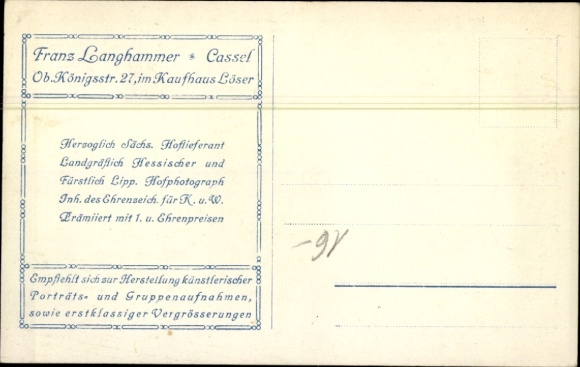 Franz Langhammer * Cassel
Ob. Königsstr. 27, im Kaufhaus Löser
Herzoglich Sächs. Hoflieferant
Landgräflich Hessischer und
Fürstlich Lipp. Hofphotograph
Inh. des Ehrenzeich. für K. u. W.
Prämiiert mit 1. u. Ehrenpreisen
Empfiehlt sich zur Herstellung künstlerischer
Porträts- und Gruppenaufnahmen,
sowie erstklassiger Vergrösserungen